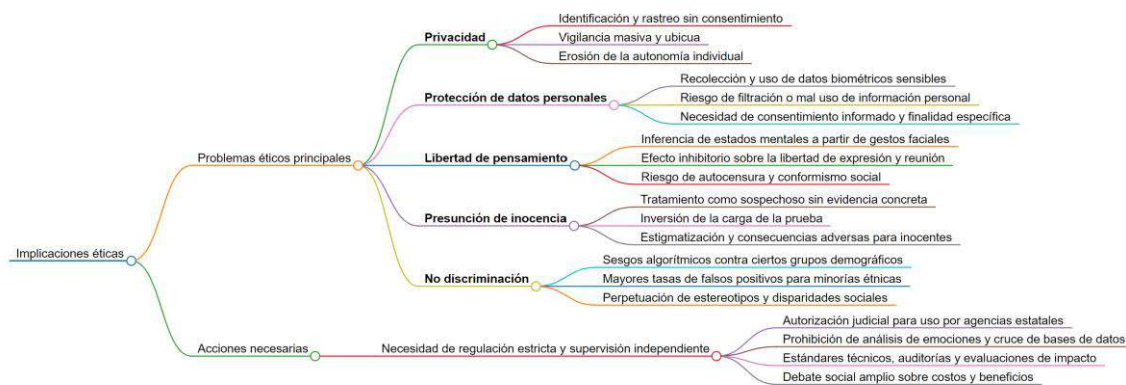 Implicaciones éticas
Problemas éticos principales
Privacidad
Identificación y rastreo sin consentimiento
Vigilancia masiva y ubicua
Erosión de la autonomía individual
Protección de datos personales
Recolección y uso de datos biométricos sensibles
Riesgo de filtración o mal uso de información personal
Necesidad de consentimiento informado y finalidad específica
Libertad de pensamiento
Inferencia de estados mentales a partir de gestos faciales
Efecto inhibitorio sobre la libertad de expresión y reunión
Riesgo de autocensura y conformismo social
Presunción de inocencia
Tratamiento como sospechoso sin evidencia concreta
Inversión de la carga de la prueba
Estigmatización y consecuencias adversas para inocentes
No discriminación
Sesgos algorítmicos contra ciertos grupos demográficos
Mayores tasas de falsos positivos para minorías étnicas
Perpetuación de estereotipos y disparidades sociales
Acciones necesarias
Necesidad de regulación estricta y supervisión independiente
Autorización judicial para uso por agencias estatales
Prohibición de análisis de emociones y cruce de bases de datos
Estándares técnicos, auditorías y evaluaciones de impacto
Debate social amplio sobre costos y beneficios